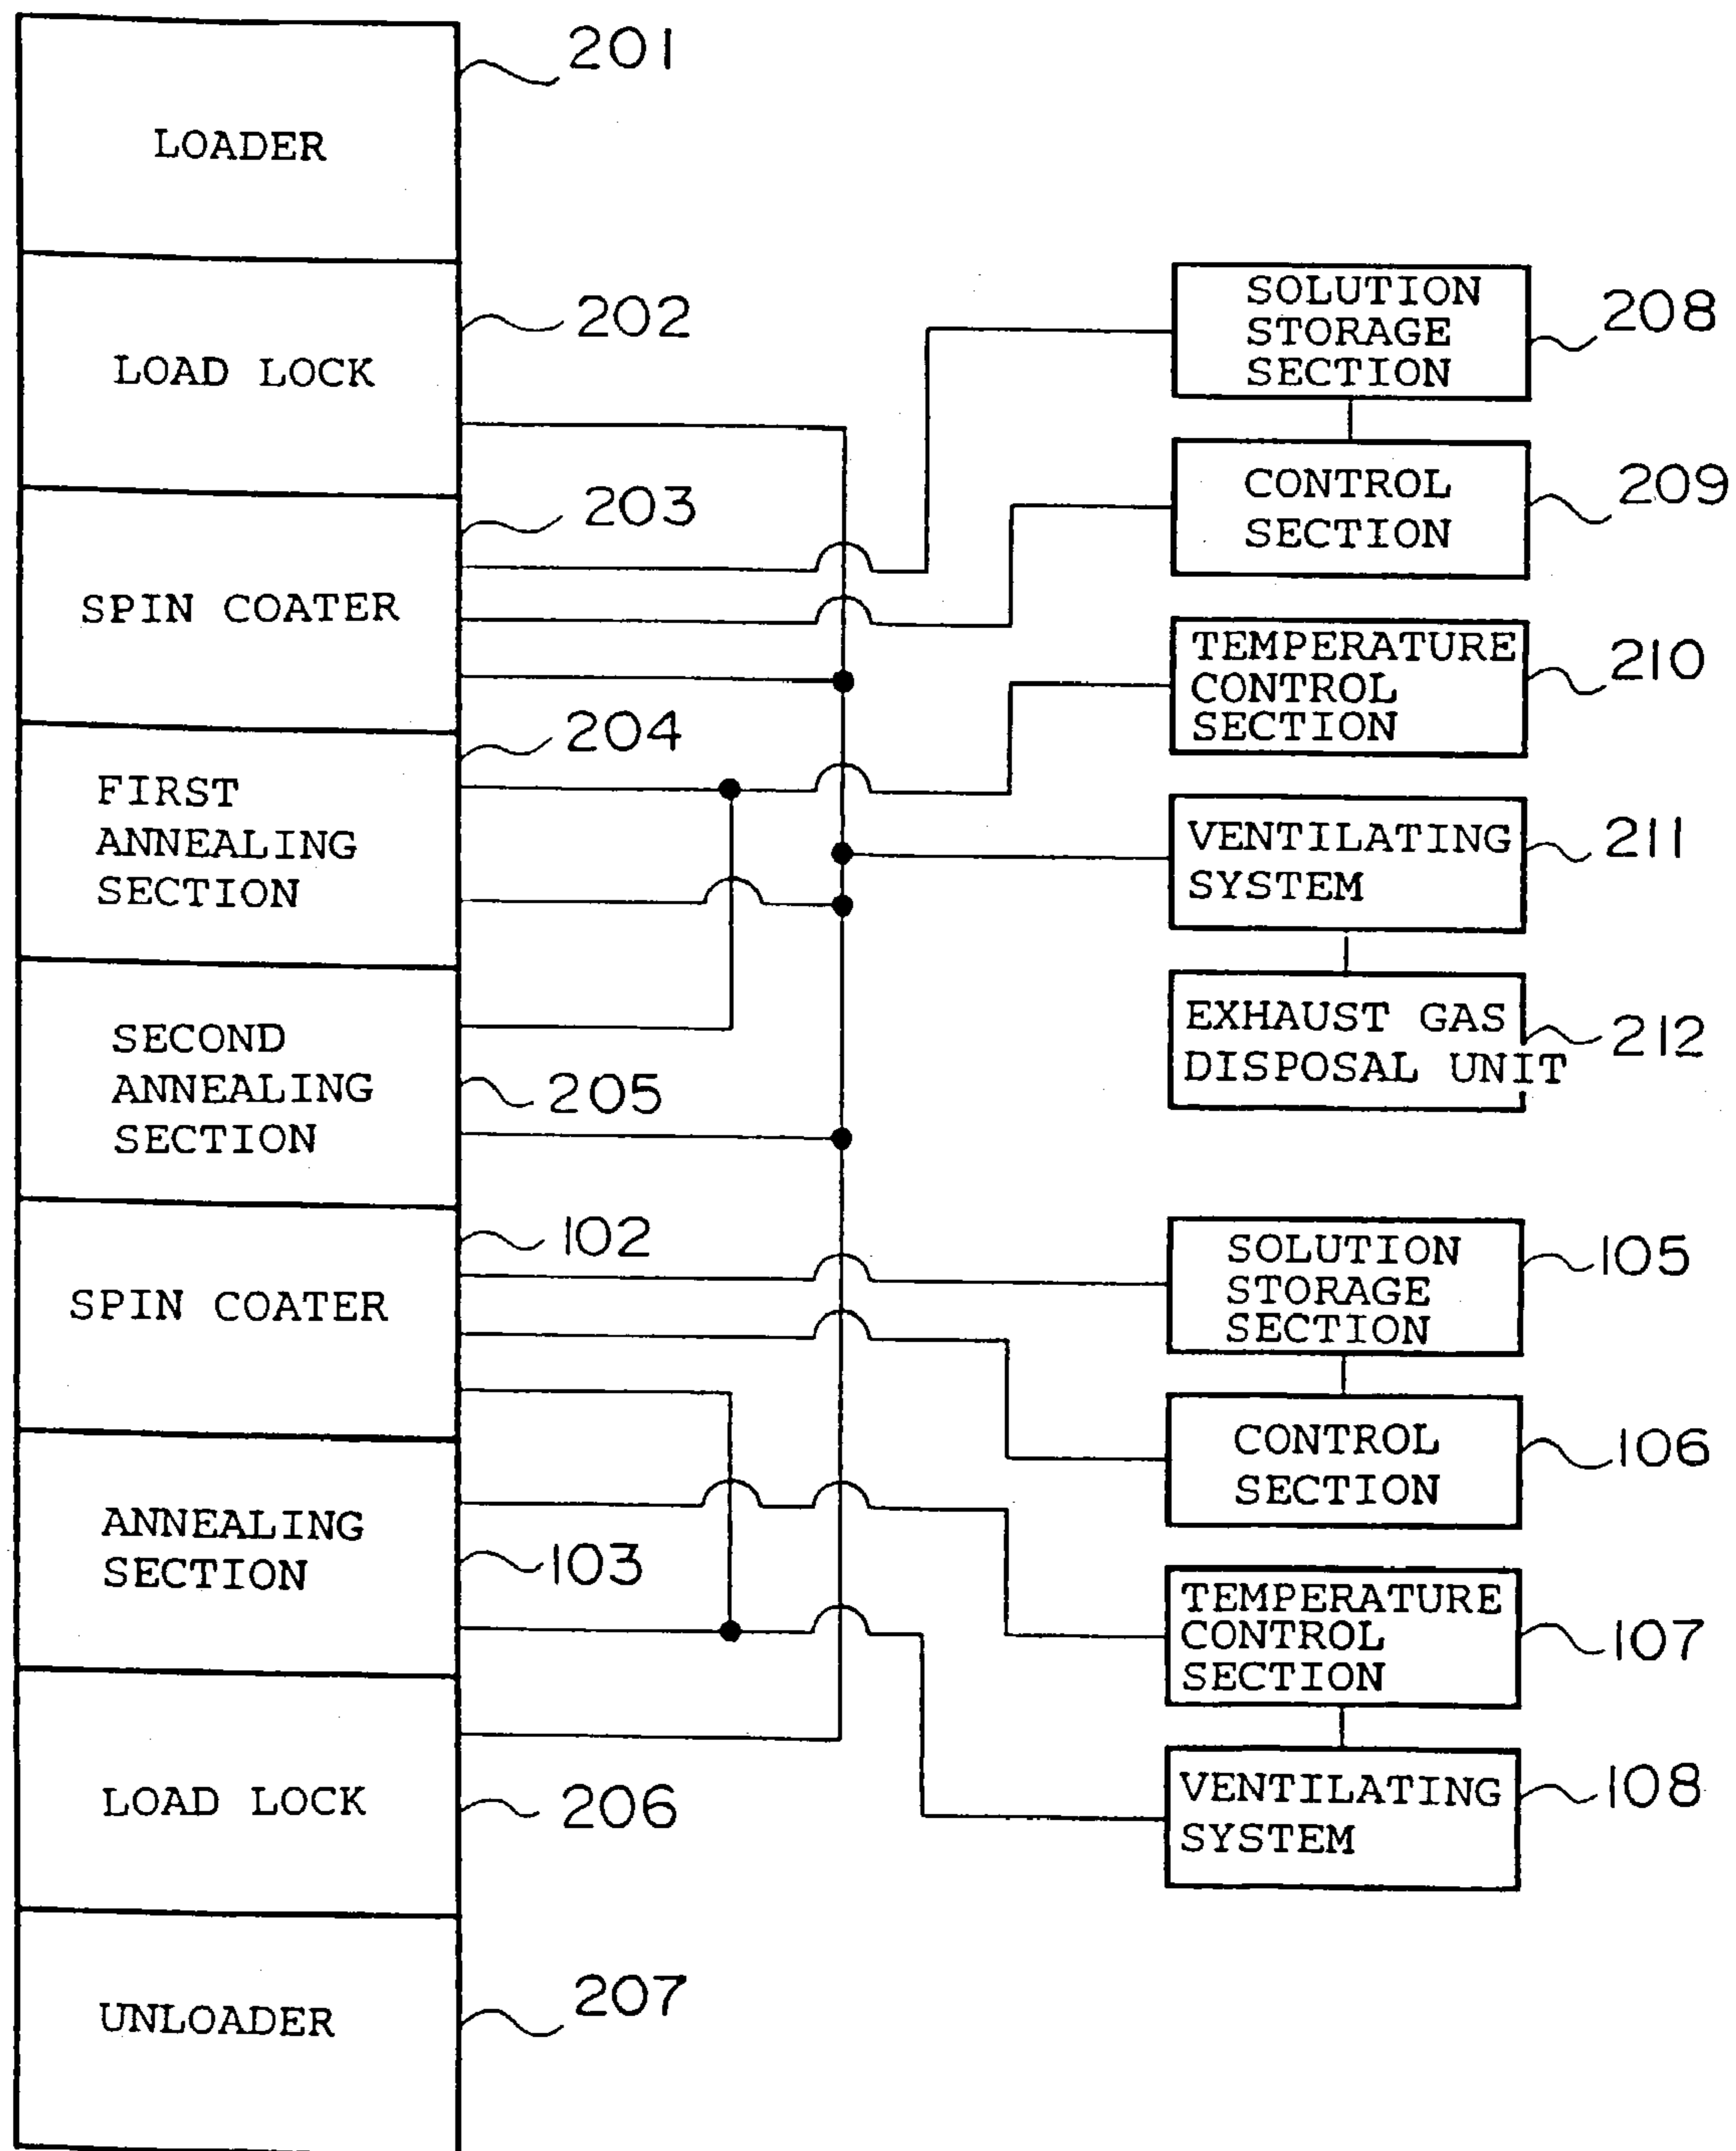 LOADER
201
LOAD LOCK
202
SPIN COATER
203
FIRST
ANNEALING
SECTION
204
SECOND
ANNEALING
SECTION
205
SPIN COATER
102
ANNEALING
SECTION
103
LOAD LOCK
206
UNLOADER
207
SOLUTION
STORAGE
SECTION
208
CONTROL
SECTION
209
TEMPERATURE
CONTROL
SECTION
210
VENTILATING
SYSTEM
211
EXHAUST GAS
DISPOSAL UNIT
212
SOLUTION
STORAGE
SECTION
105
CONTROL
SECTION
106
TEMPERATURE
CONTROL
SECTION
107
VENTILATING
SYSTEM
108